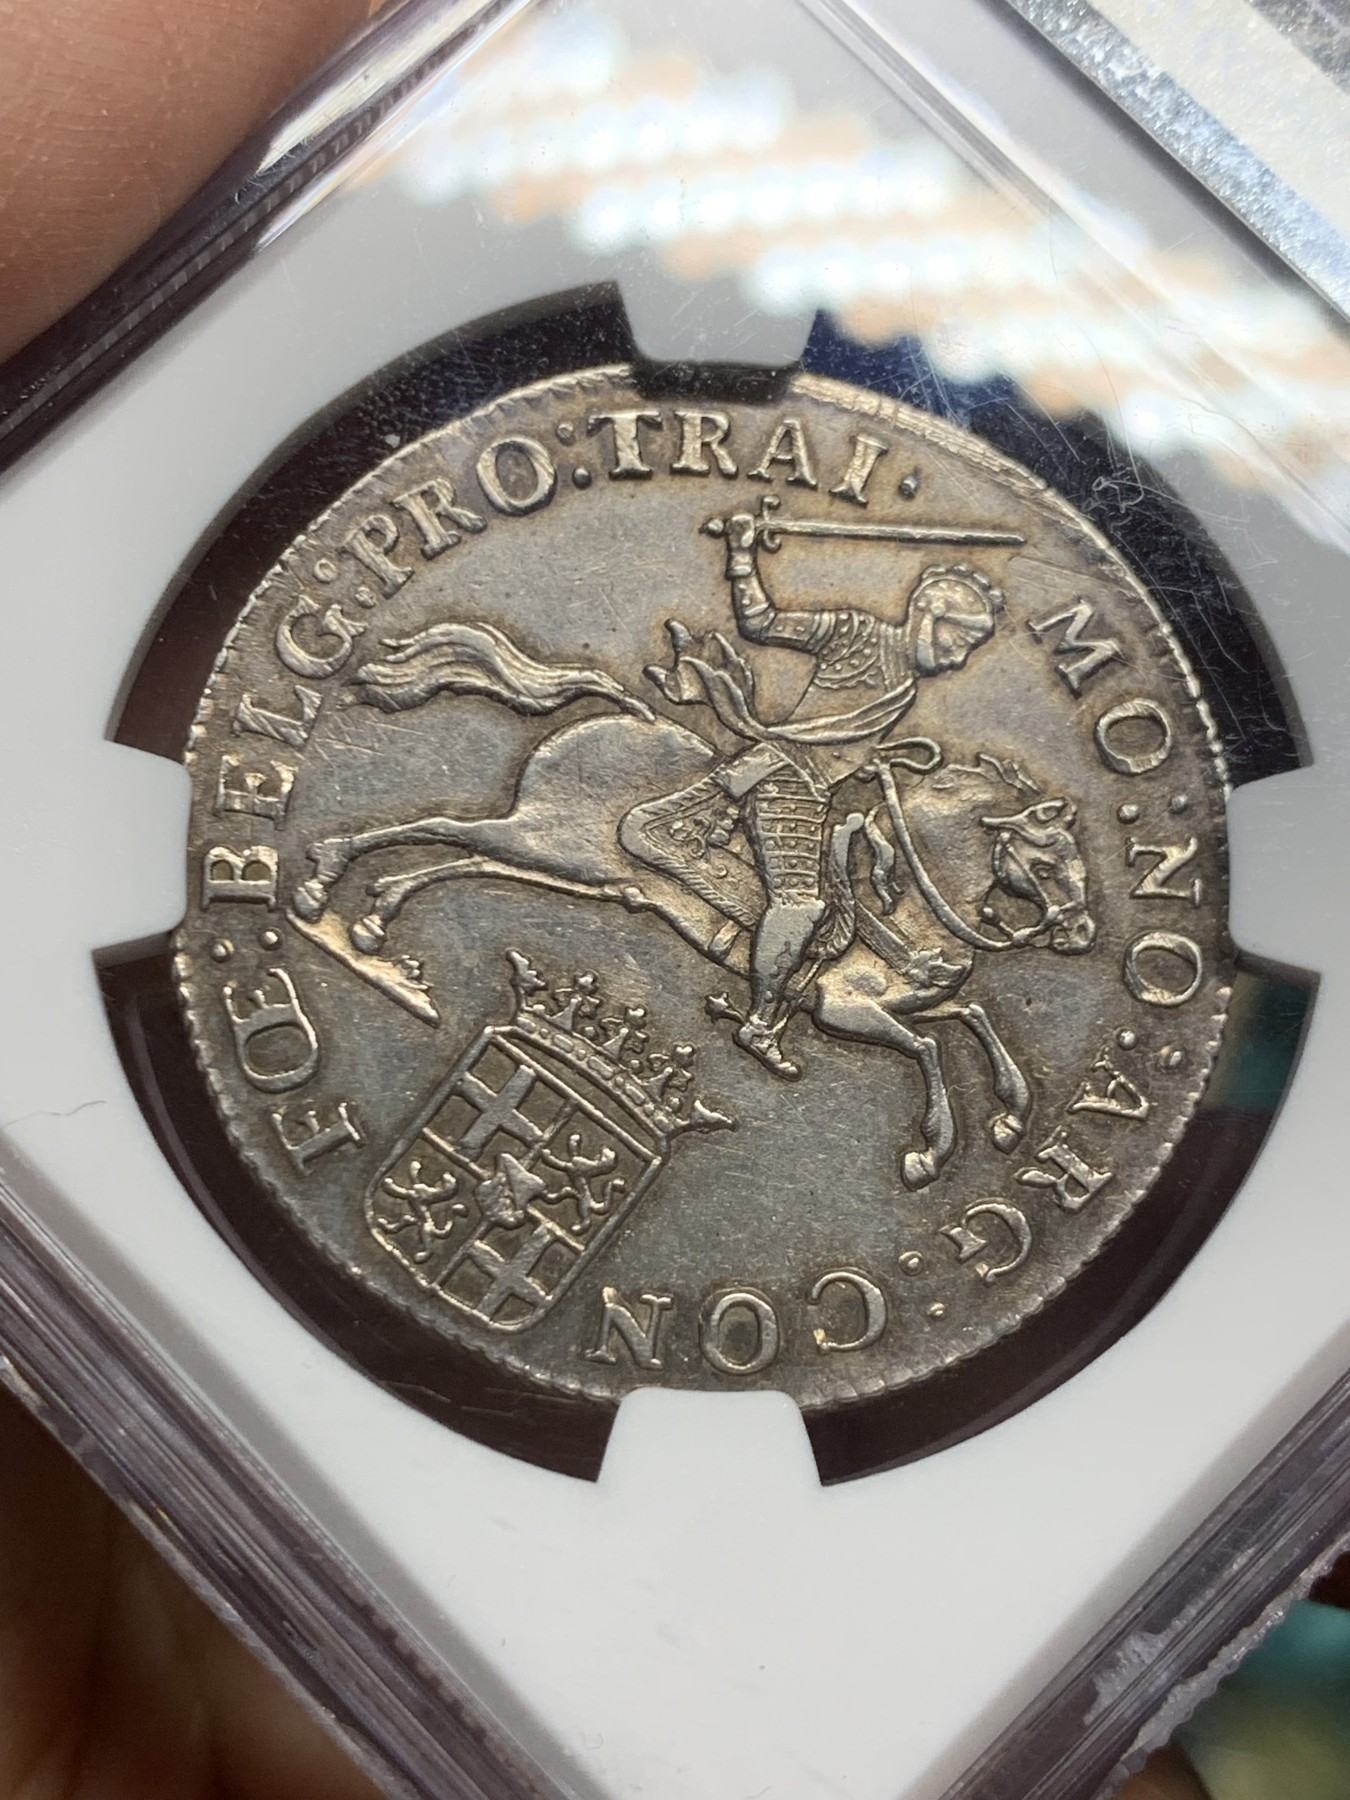 MO : NO : ARG : CON
FŒ : BELG : PRO : TRAI ·